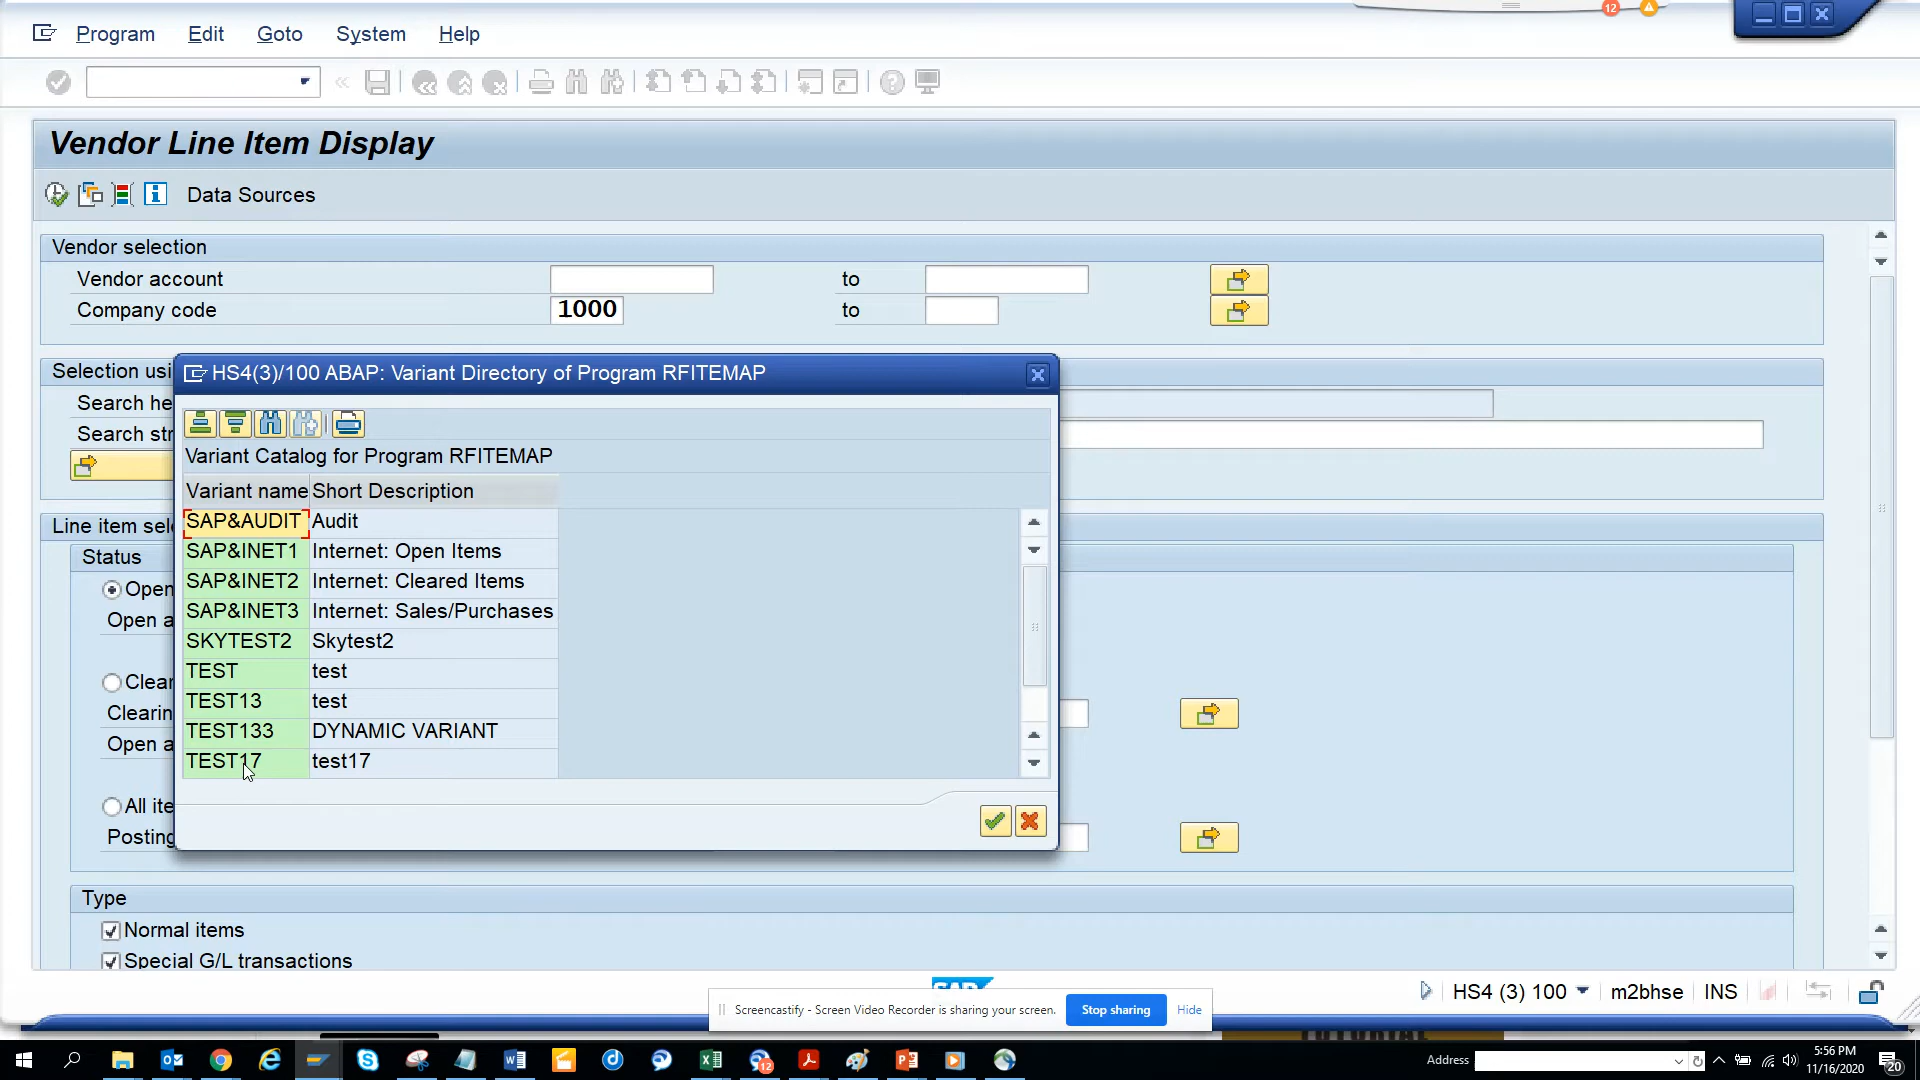 12
Program Edit Goto System Help
Vendor Line Item Display
Data Sources
Vendor selection
Vendor account to
Company code 1000 to
Selection usi
Search he
Search str
HS4(3)/100 ABAP: Variant Directory of Program RFITEMAP
Variant Catalog for Program RFITEMAP
Variant name Short Description
SAP&AUDIT Audit
SAP&INET1 Internet: Open Items
SAP&INET2 Internet: Cleared Items
SAP&INET3 Internet: Sales/Purchases
SKYTEST2 Skytest2
TEST test
TEST13 test
TEST133 DYNAMIC VARIANT
TEST17 test17
Line item sel
Status
Open
Open a
Clear
Clearin
Open a
All ite
Posting
Type
Normal items
Special G/L transactions
SAP
HS4 (3) 100 m2bhse INS
Screencastify - Screen Video Recorder is sharing your screen. Stop sharing Hide
TUTORIAL
12
Address
5:56 PM
11/16/2020
20